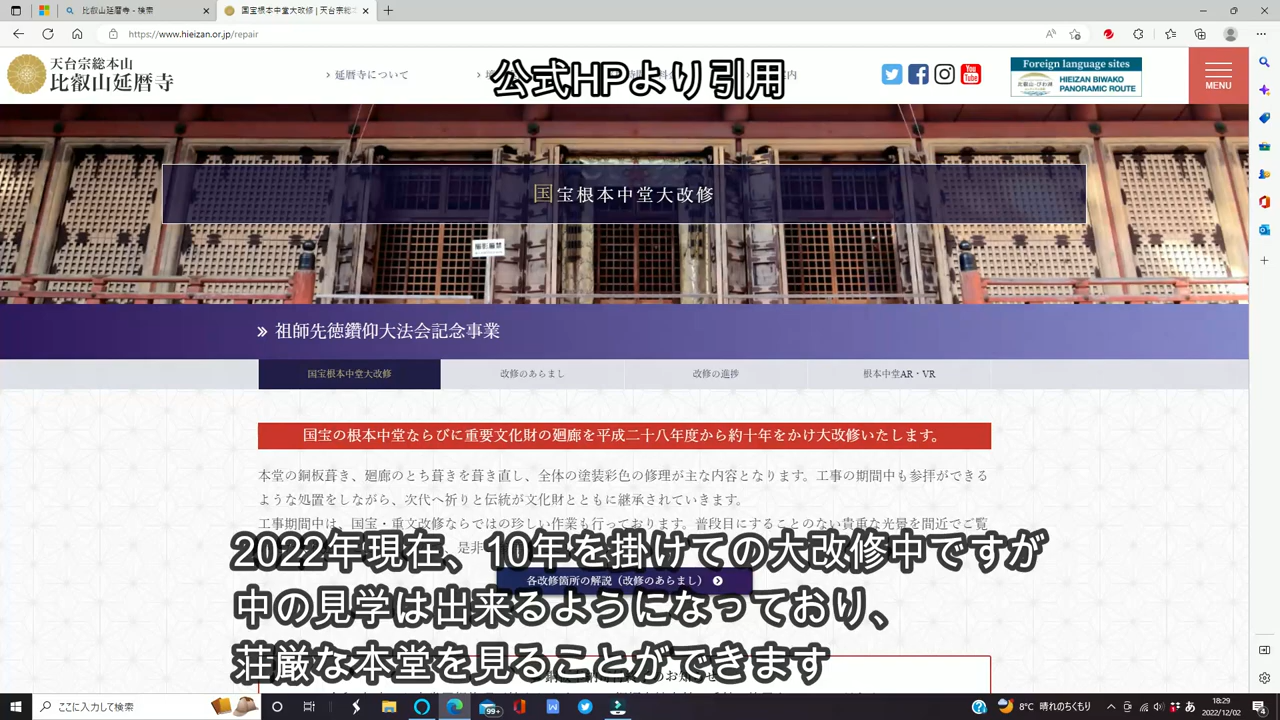 比叡山延暦寺 - 検索
国宝根本中堂大改修 | 天台宗総本
https://www.hieizan.or.jp/repair
天台宗総本山
比叡山延暦寺
延暦寺について
公式HPより引用
案内
Foreign language sites
HIEIZAN BIWAKO
PANORAMIC ROUTE
MENU
国宝根本中堂大改修
撮影厳禁
祖師先徳鑽仰大法会記念事業
国宝根本中堂大改修
改修のあらまし
改修の進捗
根本中堂AR・VR
国宝の根本中堂ならびに重要文化財の廻廊を平成二十八年度から約十年をかけ大改修いたします。
本堂の銅板葺き、廻廊のとち葺きを葺き直し、全体の塗装彩色の修理が主な内容となります。工事の期間中も参拝ができる
ような処置をしながら、次代へ祈りと伝統が文化財とともに継承されていきます。
工事期間中は、国宝・重文改修ならではの珍しい作業も行っております。普段目にすることのない貴重な光景を間近でご覧
是非
各改修箇所の解説（改修のあらまし）
2022年現在、10年を掛けての大改修中ですが
中の見学は出来るようになっており、
荘厳な本堂を見ることができます
ここに入力して検索
99+
8°C 晴れのちくもり
あ
18:29
2022/12/02